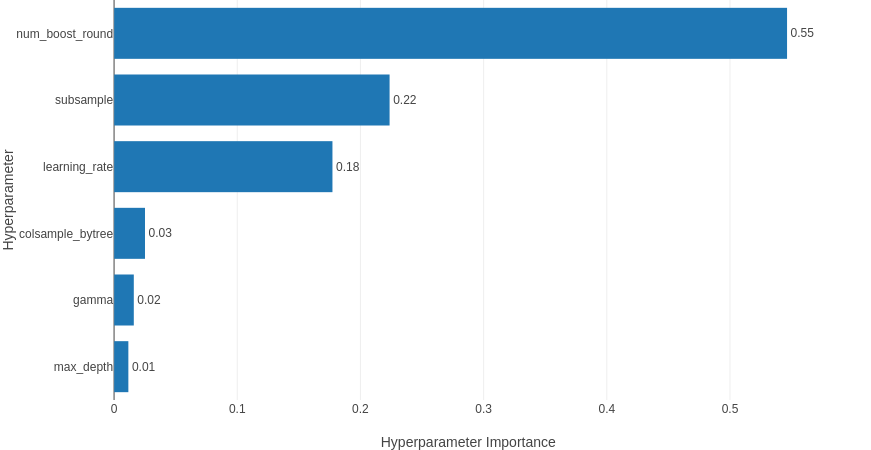 Hyperparameter
num_boost_round 0.55
subsample 0.22
learning_rate 0.18
colsample_bytree 0.03
gamma 0.02
max_depth 0.01
0 0.1 0.2 0.3 0.4 0.5
Hyperparameter Importance